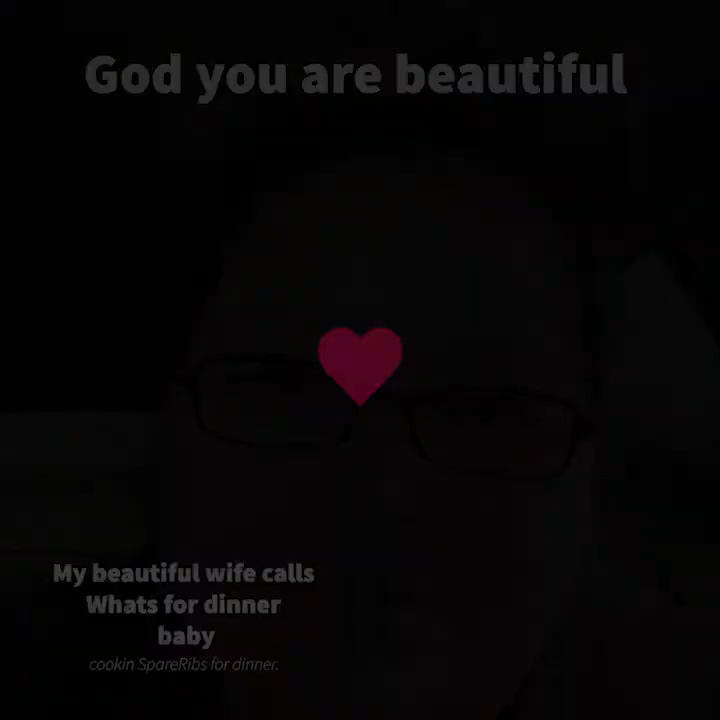 God you are beautiful
My beautiful wife calls
Whats for dinner
baby
cookin SpareRibs for dinner.